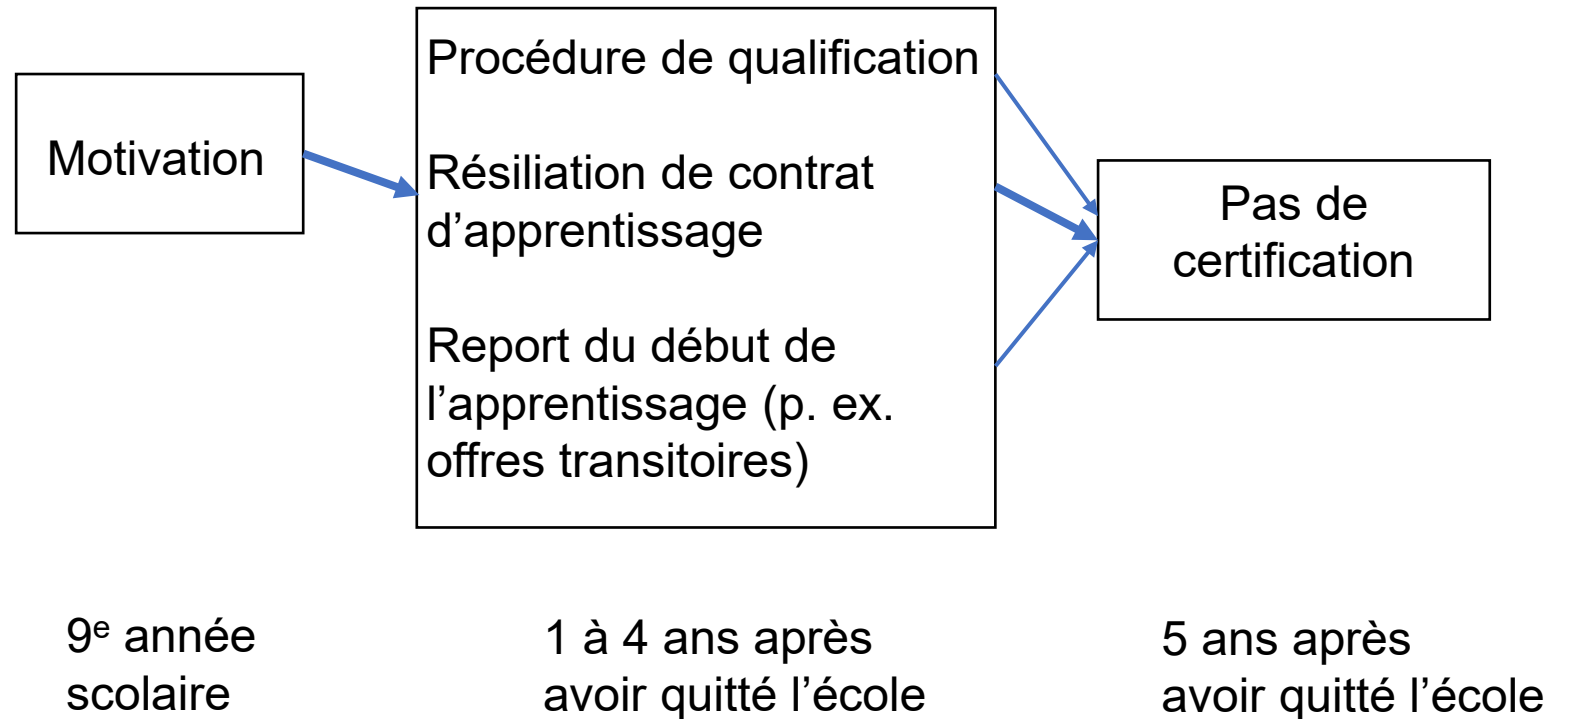 Motivation
Procédure de qualification
Résiliation de contrat
d’apprentissage
Report du début de
l’apprentissage (p. ex.
offres transitoires)
Pas de
certification
9e année
scolaire
1 à 4 ans après
avoir quitté l’école
5 ans après
avoir quitté l’école